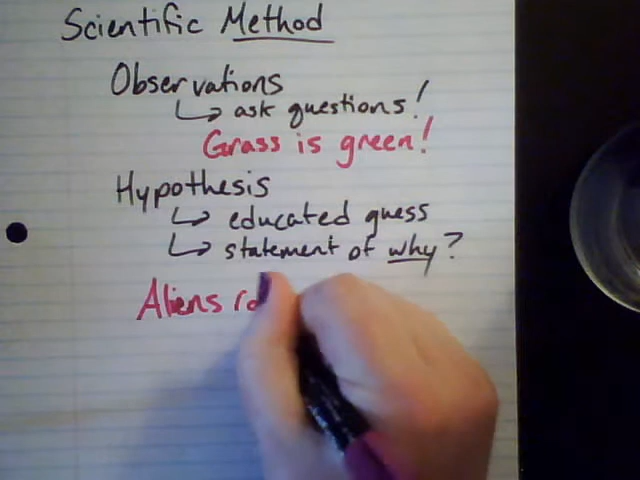 Scientific Method
Observations
ask questions!
Grass is green!
Hypothesis
educated guess
statement of why?
Aliens